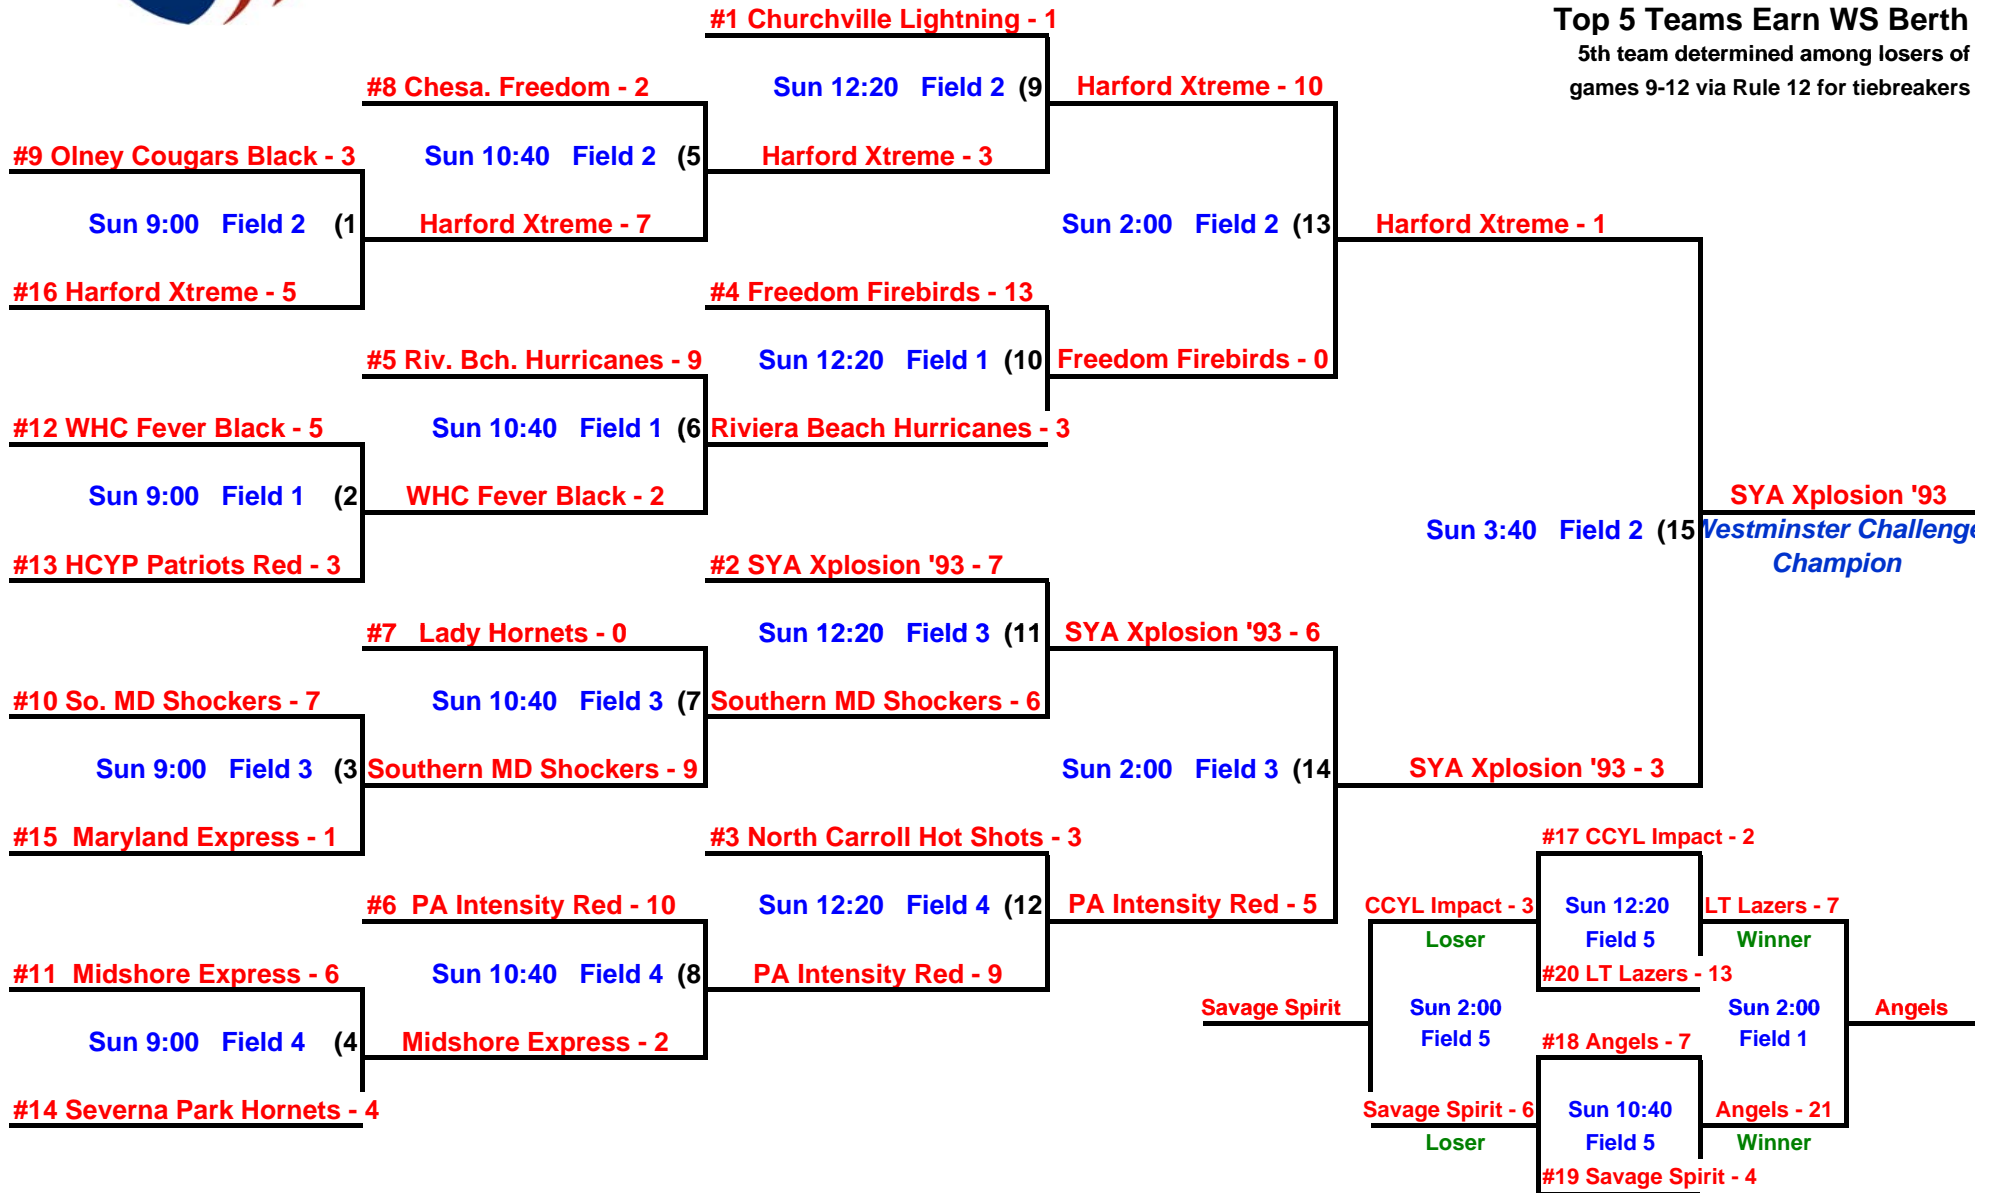 #1 Churchville Lightning - 1
Top 5 Teams Earn WS Berth
5th team determined among losers of
games 9-12 via Rule 12 for tiebreakers
#8 Chesa. Freedom - 2
Sun 12:20 Field 2 (9
Harford Xtreme - 10
#9 Olney Cougars Black - 3
Sun 10:40 Field 2 (5
Harford Xtreme - 3
Sun 9:00 Field 2 (1
Harford Xtreme - 7
Sun 2:00 Field 2 (13
Harford Xtreme - 1
#16 Harford Xtreme - 5
#4 Freedom Firebirds - 13
#5 Riv. Bch. Hurricanes - 9
Sun 12:20 Field 1 (10
Freedom Firebirds - 0
#12 WHC Fever Black - 5
Sun 10:40 Field 1 (6
Riviera Beach Hurricanes - 3
Sun 9:00 Field 1 (2
WHC Fever Black - 2
SYA Xplosion '93
Sun 3:40 Field 2 (15
Westminster Challenge
Champion
#13 HCYP Patriots Red - 3
#2 SYA Xplosion '93 - 7
#7 Lady Hornets - 0
Sun 12:20 Field 3 (11
SYA Xplosion '93 - 6
#10 So. MD Shockers - 7
Sun 10:40 Field 3 (7
Southern MD Shockers - 6
Sun 9:00 Field 3 (3
Southern MD Shockers - 9
Sun 2:00 Field 3 (14
SYA Xplosion '93 - 3
#15 Maryland Express - 1
#3 North Carroll Hot Shots - 3
#17 CCYL Impact - 2
#6 PA Intensity Red - 10
Sun 12:20 Field 4 (12
PA Intensity Red - 5
CCYL Impact - 3
Sun 12:20
LT Lazers - 7
Loser
Field 5
Winner
#11 Midshore Express - 6
Sun 10:40 Field 4 (8
PA Intensity Red - 9
#20 LT Lazers - 13
Savage Spirit
Sun 2:00
Sun 2:00
Angels
Sun 9:00 Field 4 (4
Midshore Express - 2
Field 5
#18 Angels - 7
Field 1
#14 Severna Park Hornets - 4
Savage Spirit - 6
Sun 10:40
Angels - 21
Loser
Field 5
Winner
#19 Savage Spirit - 4